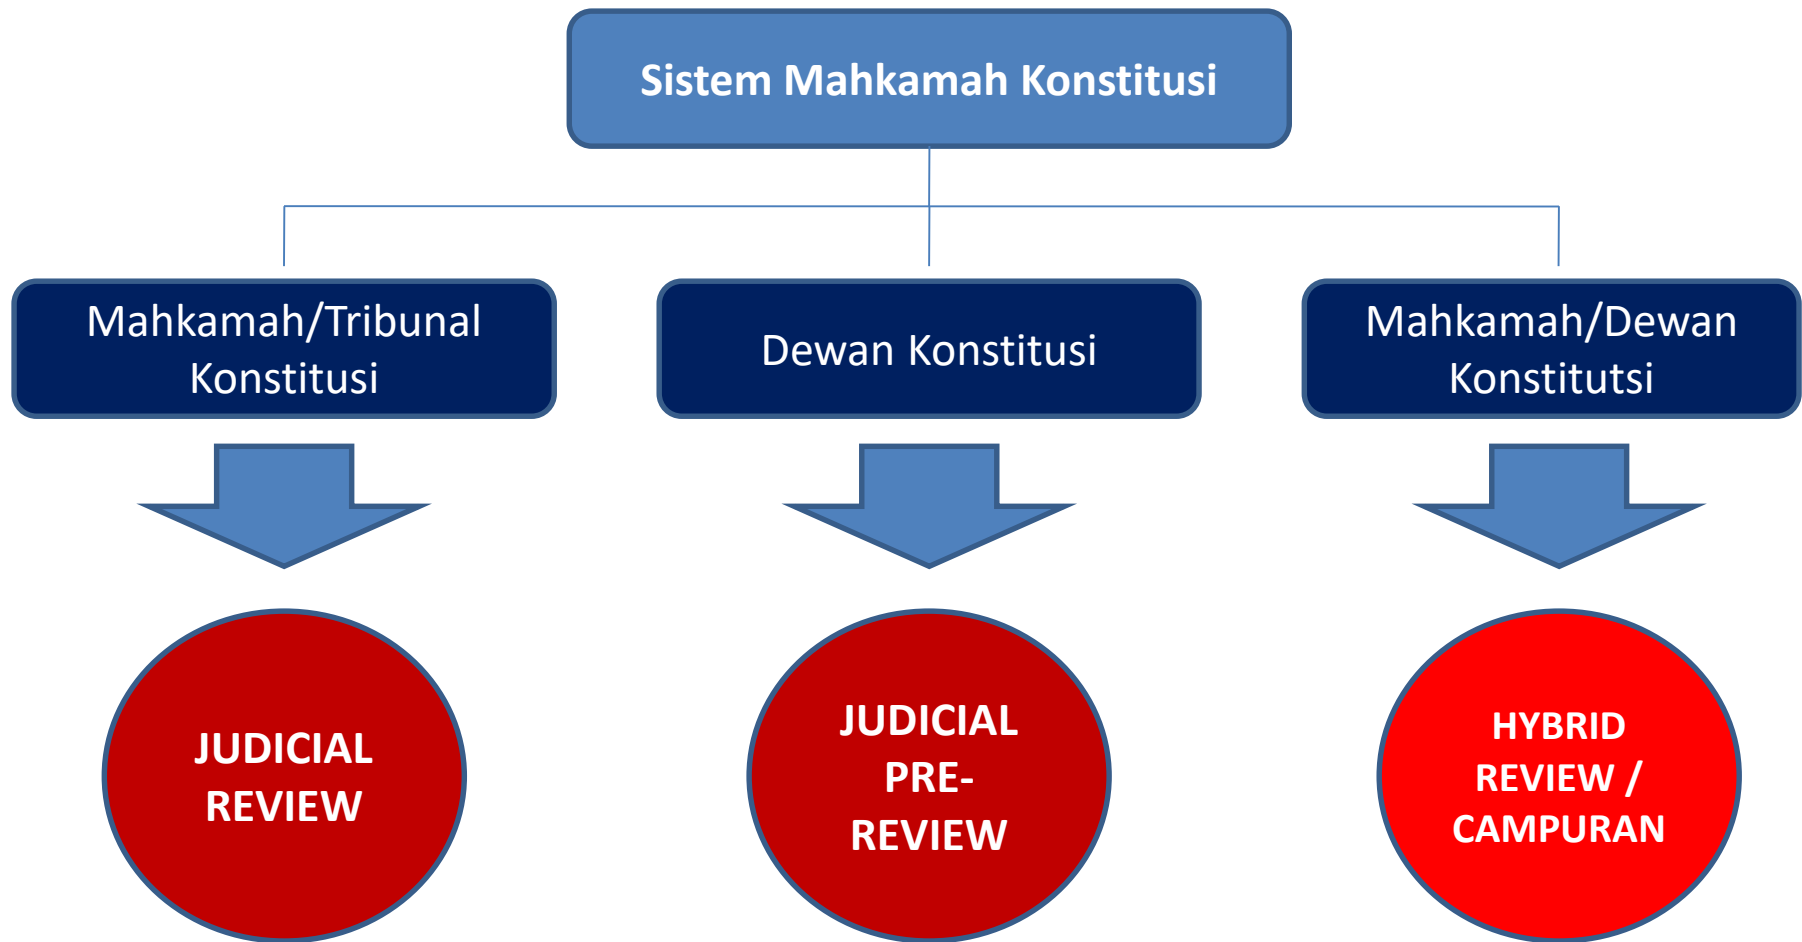 Sistem Mahkamah Konstitusi
Mahkamah/Tribunal
Konstitusi
Dewan Konstitusi
Mahkamah/Dewan
Konstitutsi
JUDICIAL
REVIEW
JUDICIAL
PRE-
REVIEW
HYBRID
REVIEW /
CAMPURAN